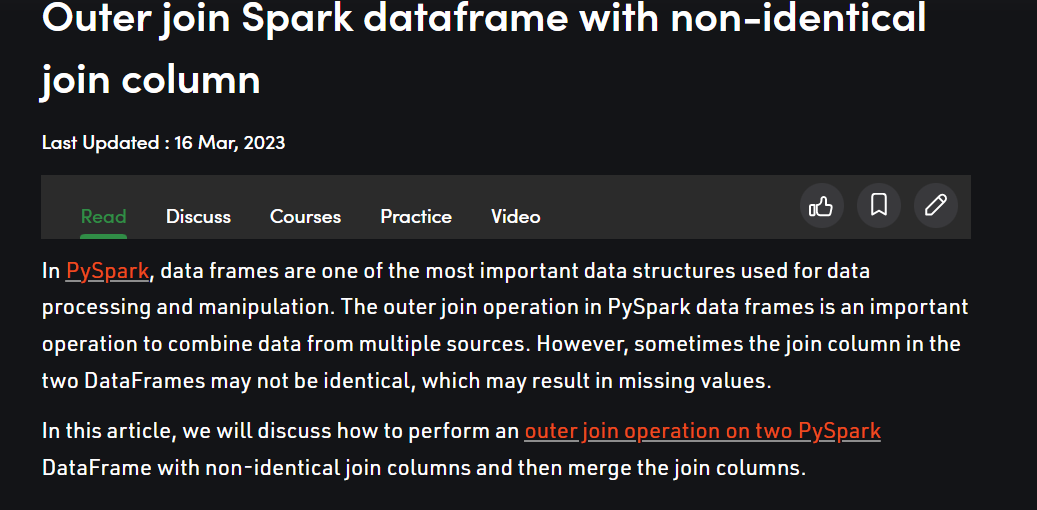 Outer join Spark dataframe with non-identical
join column
Last Updated : 16 Mar, 2023
Read Discuss Courses Practice Video
In PySpark, data frames are one of the most important data structures used for data
processing and manipulation. The outer join operation in PySpark data frames is an important
operation to combine data from multiple sources. However, sometimes the join column in the
two DataFrames may not be identical, which may result in missing values.
In this article, we will discuss how to perform an outer join operation on two PySpark
DataFrame with non-identical join columns and then merge the join columns.